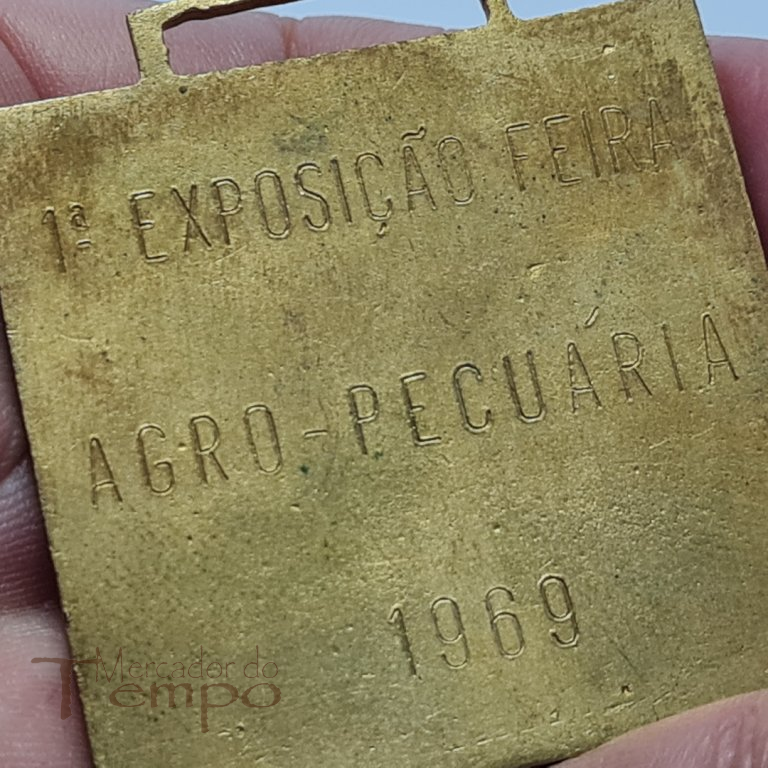 1ª EXPOSIÇÃO FEIRA
AGRO-PECUÁRIA
1969
Mercador do
Tempo